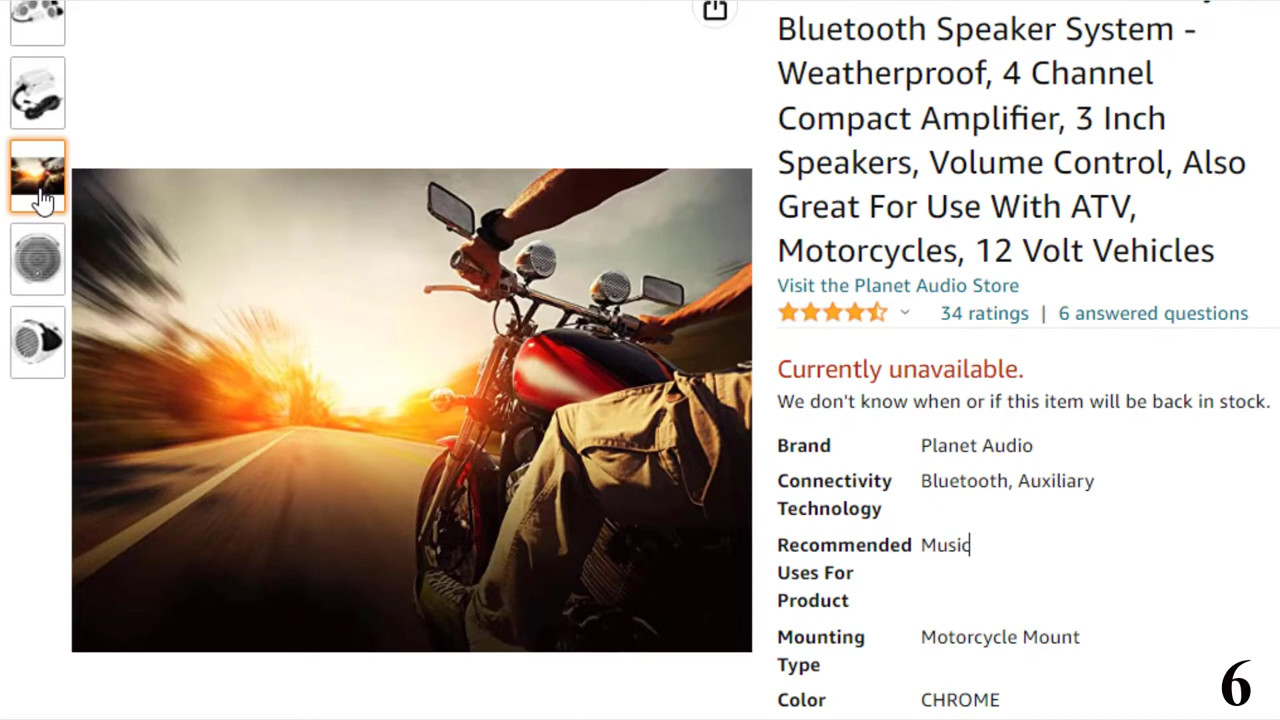 Bluetooth Speaker System -
Weatherproof, 4 Channel
Compact Amplifier, 3 Inch
Speakers, Volume Control, Also
Great For Use With ATV,
Motorcycles, 12 Volt Vehicles
Visit the Planet Audio Store
34 ratings | 6 answered questions
Currently unavailable.
We don't know when or if this item will be back in stock.
Brand Planet Audio
Connectivity Bluetooth, Auxiliary
Technology
Recommended Music
Uses For
Product
Mounting Motorcycle Mount
Type
Color CHROME
6